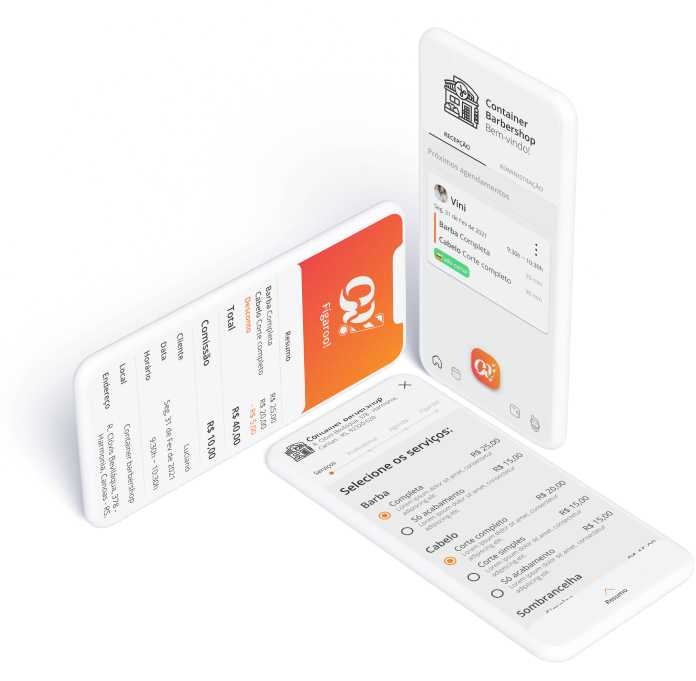 Container
Barbershop
Bem-vindo!
RECEPÇÃO
ADMINISTRAÇÃO
Próximos agendamentos
Vini
Seg, 31 de Fev de 2021
9:30h – 10:30h
Barba Completa
30 min
Cabelo Corte completo
30 min
Figaroo!
Resumo
Barba Completa R$ 25,00
Cabelo Corte completo R$ 20,00
Desconto - R$ 5,00
Total R$ 40,00
Comissão R$ 10,00
Cliente Luciano
Data Seg, 31 de Fev de 2021
Horário 9:30h – 10:30h
Local Container barbershop
Endereço R. Clóvis Beviláqua, 378 -
Harmonia, Canoas - RS,
Container Barbershop
R. Clóvis Beviláqua, 378 - Harmonia,
Serviços
Profissional
Agenda
Figaroo!
Selecione os serviços:
Barba
Completa R$ 25,00
Lorem ipsum dolor sit amet, consectetur
adipiscing elit.
Só acabamento R$ 15,00
Lorem ipsum dolor sit amet, consectetur
adipiscing elit.
Cabelo
Corte completo R$ 20,00
Lorem ipsum dolor sit amet, consectetur
adipiscing elit.
Corte simples R$ 15,00
Lorem ipsum dolor sit amet, consectetur
adipiscing elit.
Só acabamento R$ 15,00
Lorem ipsum dolor sit amet, consectetur
adipiscing elit.
Sombrancelha
Resumo